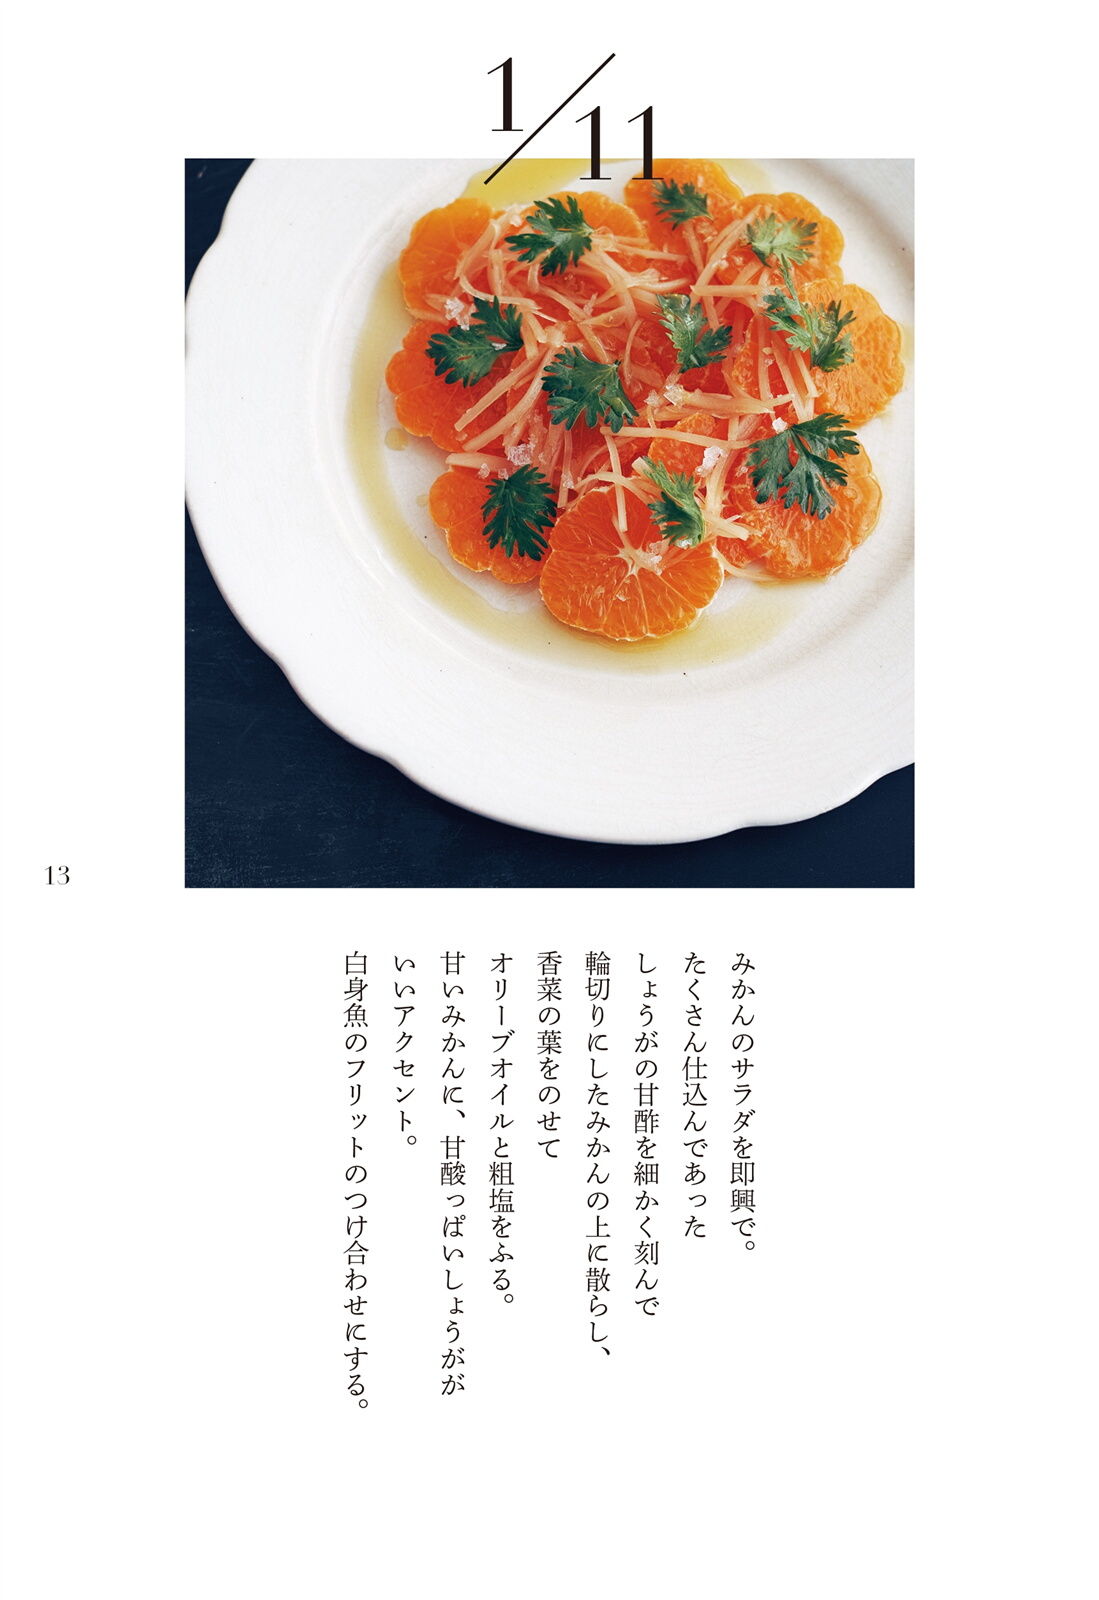 1/11
みかんのサラダを即興で。
たくさん仕込んであった
しょうがの甘酢を細かく刻んで
輪切りにしたみかんの上に散らし、
香菜の葉をのせて
オリーブオイルと粗塩をふる。
甘いみかんに、甘酸っぱいしょうがが
いいアクセント。
白身魚のフリットのつけ合わせにする。
13